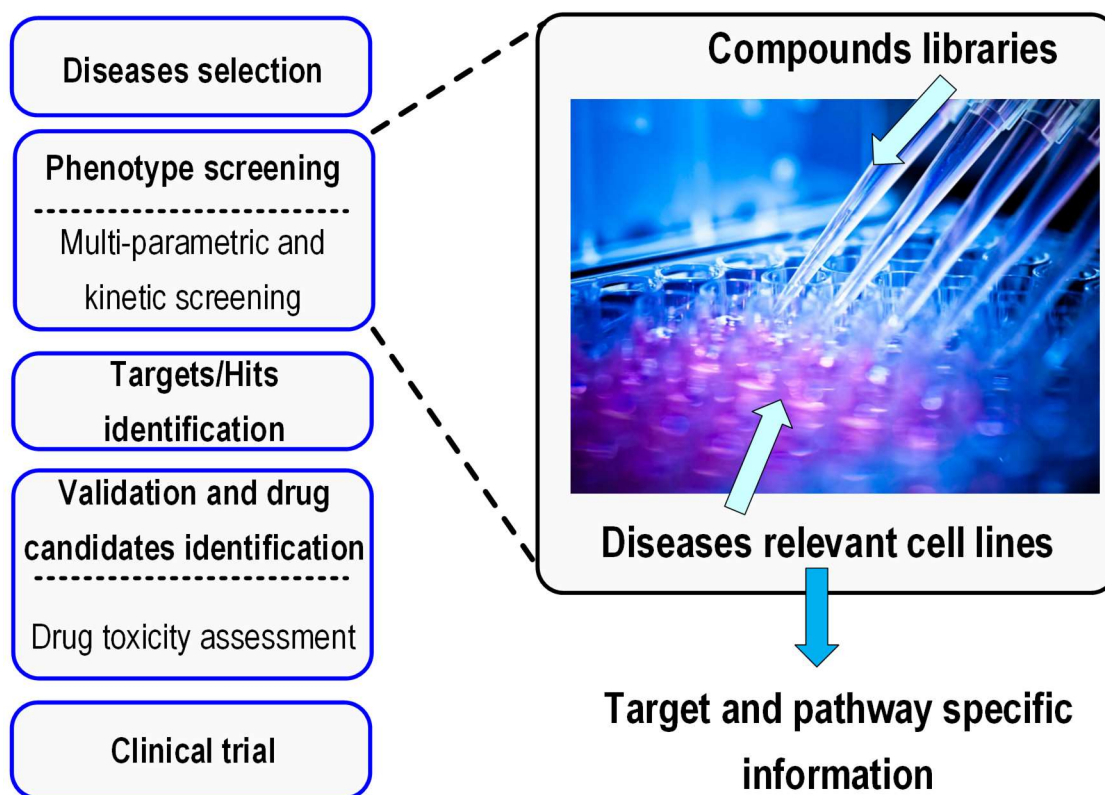 Diseases selection
Phenotype screening
Multi-parametric and
kinetic screening
Targets/Hits
identification
Validation and drug
candidates identification
Drug toxicity assessment
Clinical trial
Compounds libraries
Diseases relevant cell lines
Target and pathway specific
information